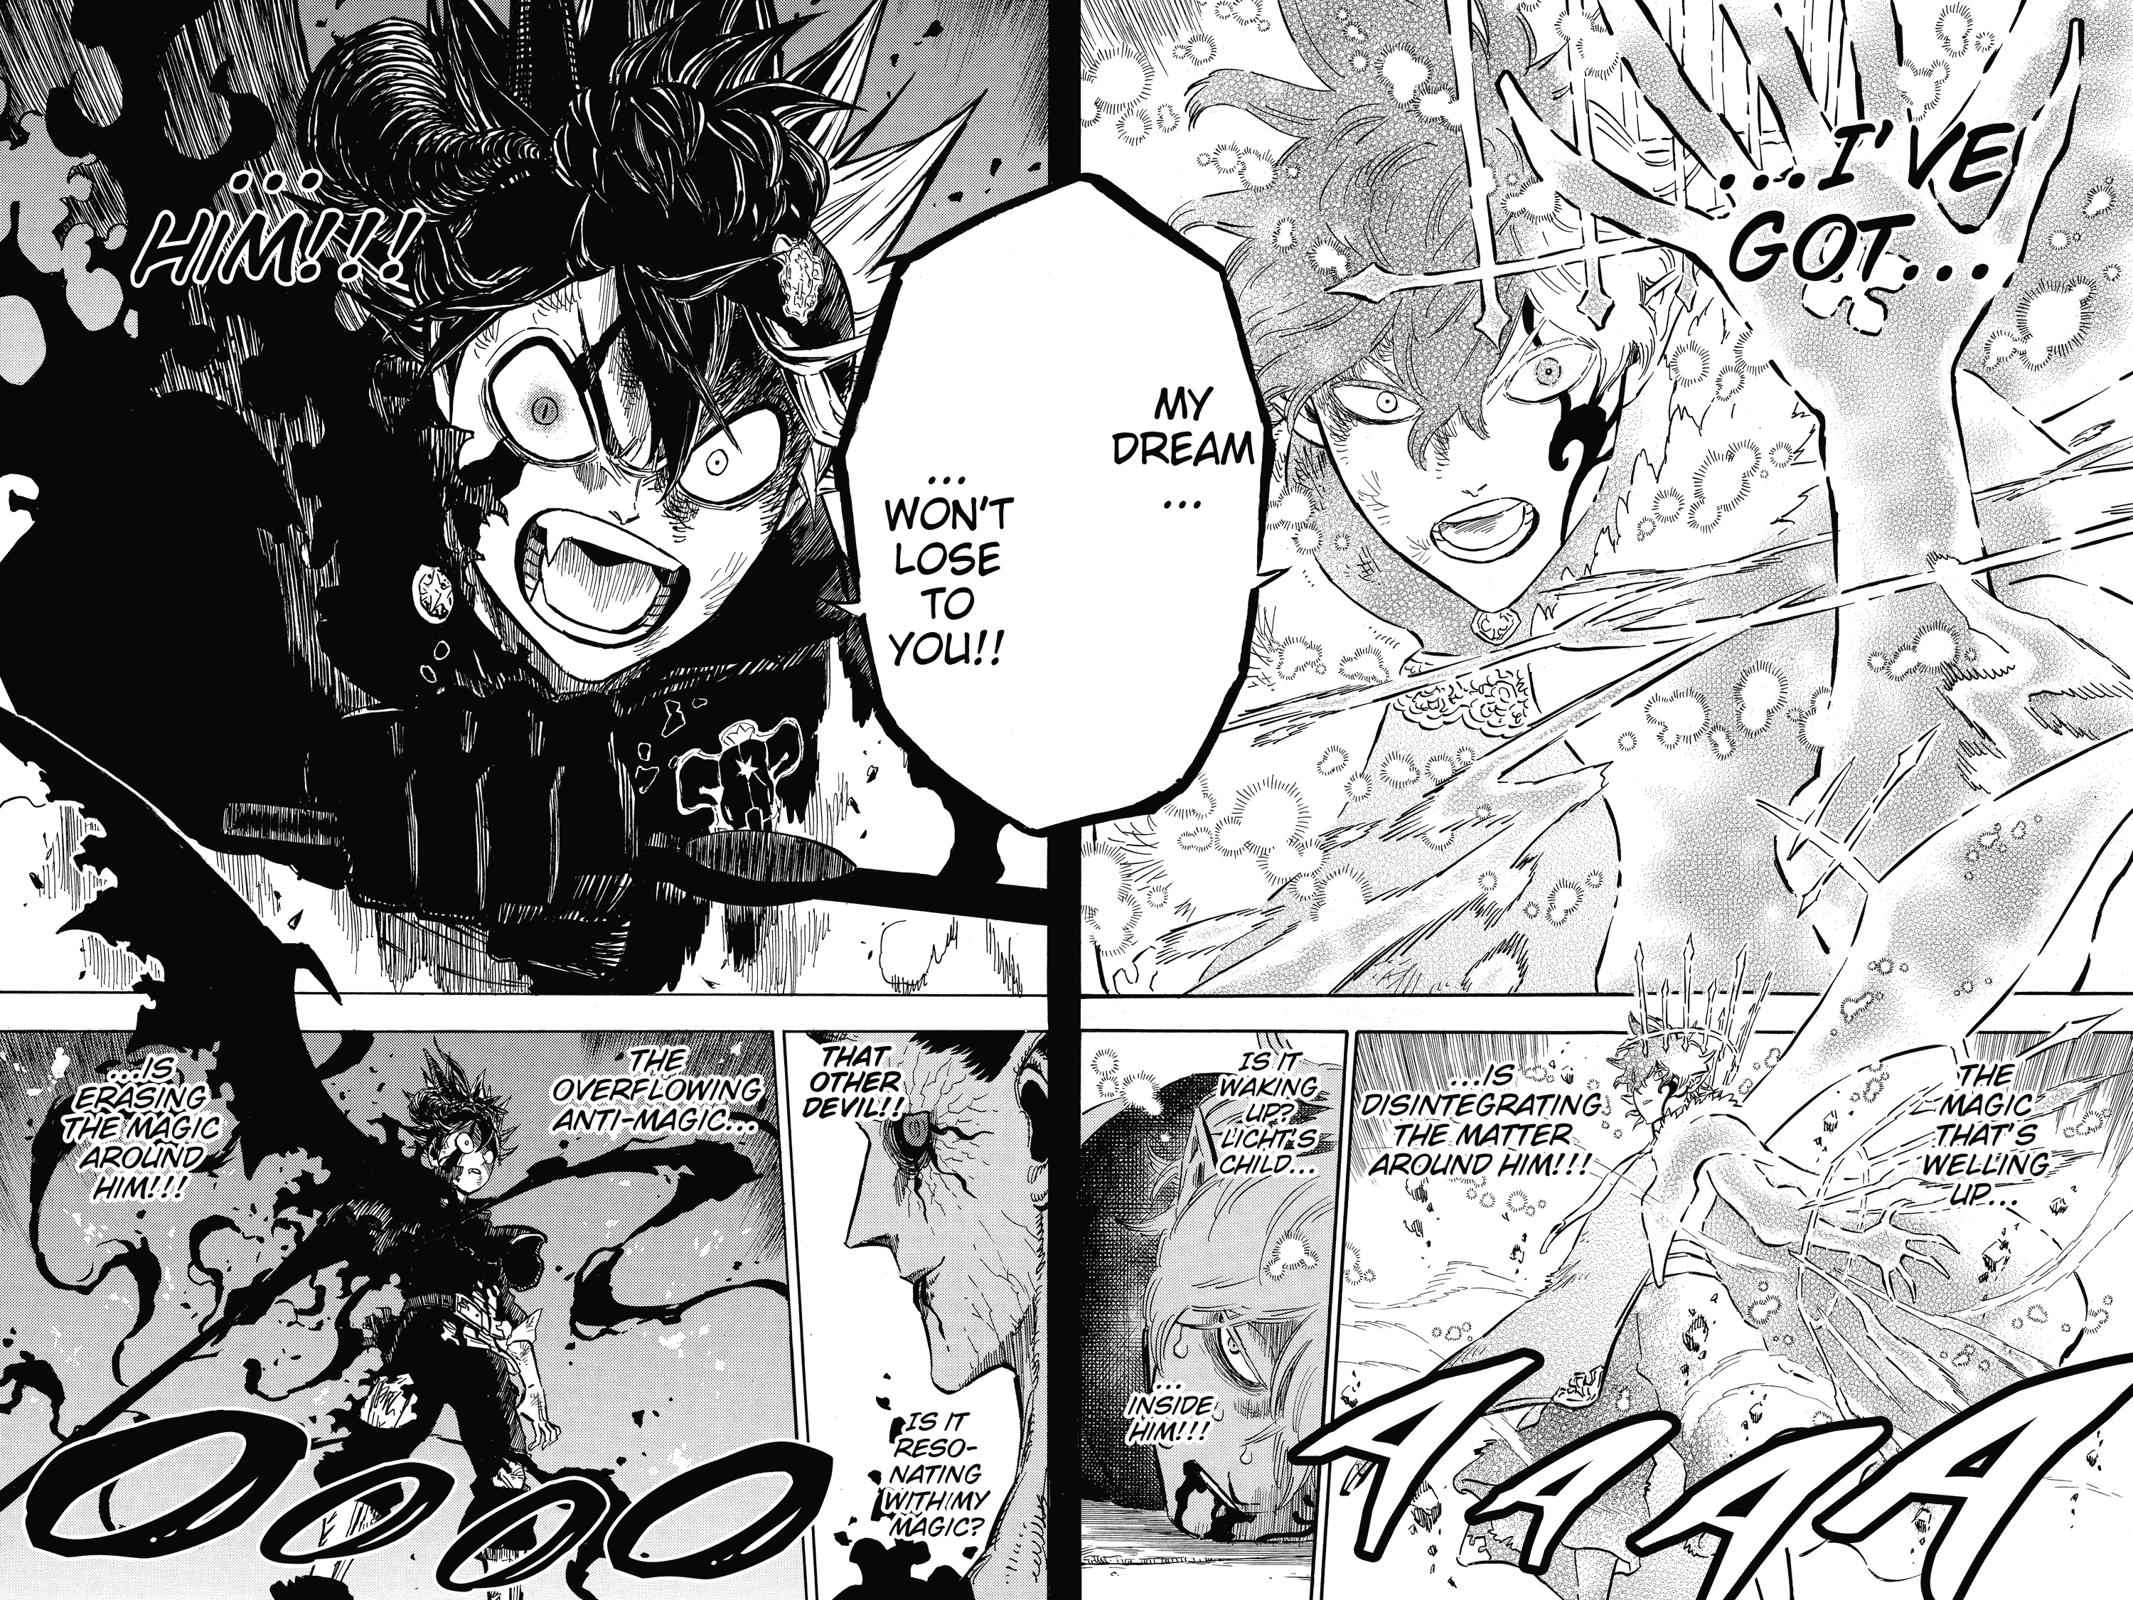 ...I'VE
GOT...
MY
DREAM
...
...
WON'T
LOSE
TO
YOU!!
...
HIM!!!
THE
MAGIC
THAT'S
WELLING
UP...
...IS
DISINTEGRATING
THE MATTER
AROUND HIM!!!
AAAA
IS IT
WAKING
UP?
LICHT'S
CHILD...
...
INSIDE
HIM!!!
THAT
OTHER
DEVIL!!
IS IT
RESO-
NATING
WITH MY
MAGIC?
THE
OVERFLOWING
ANTI-MAGIC...
...IS
ERASING
THE MAGIC
AROUND
HIM!!!
OOOO